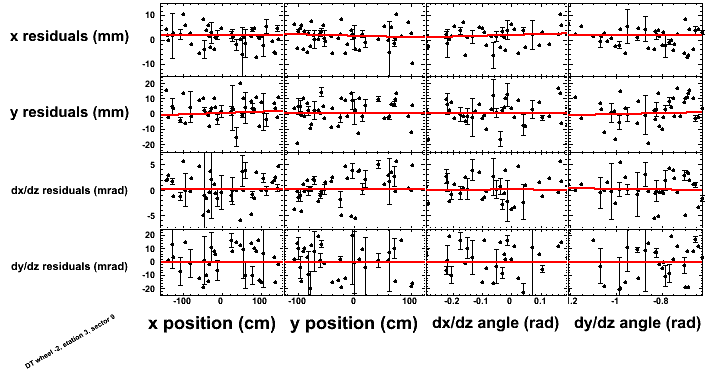 x residuals (mm)
10
0
-10
y residuals (mm)
20
10
0
-10
-20
dx/dz residuals (mrad)
5
0
-5
dy/dz residuals (mrad)
20
10
0
-10
-20
-100 0 100 -100 0 100 -0.2 -0.1 0 0.1 .2 -1 -0.8
x position (cm) y position (cm) dx/dz angle (rad) dy/dz angle (rad)
DT wheel -2, station 3, sector 9